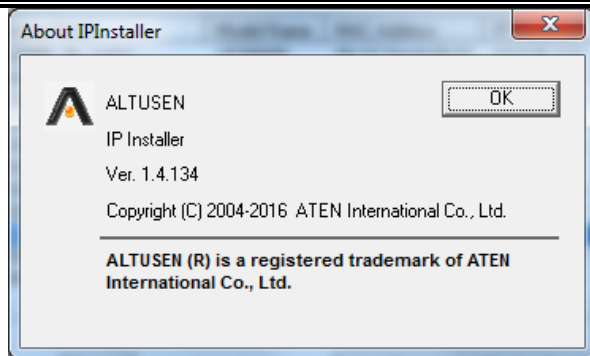 About IPInstaller
ALTUSEN
OK
IP Installer
Ver. 1.4.134
Copyright (C) 2004-2016 ATEN International Co., Ltd.
ALTUSEN (R) is a registered trademark of ATEN
International Co., Ltd.